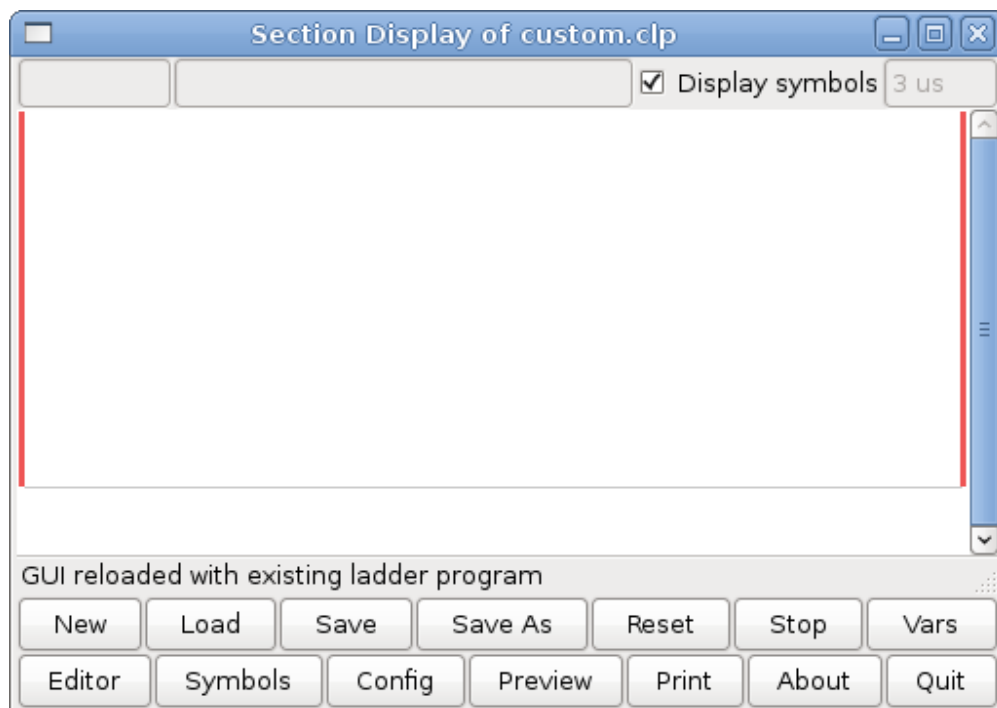 Section Display of custom.clp
Display symbols 3 us
GUI reloaded with existing ladder program
New Load Save Save As Reset Stop Vars
Editor Symbols Config Preview Print About Quit